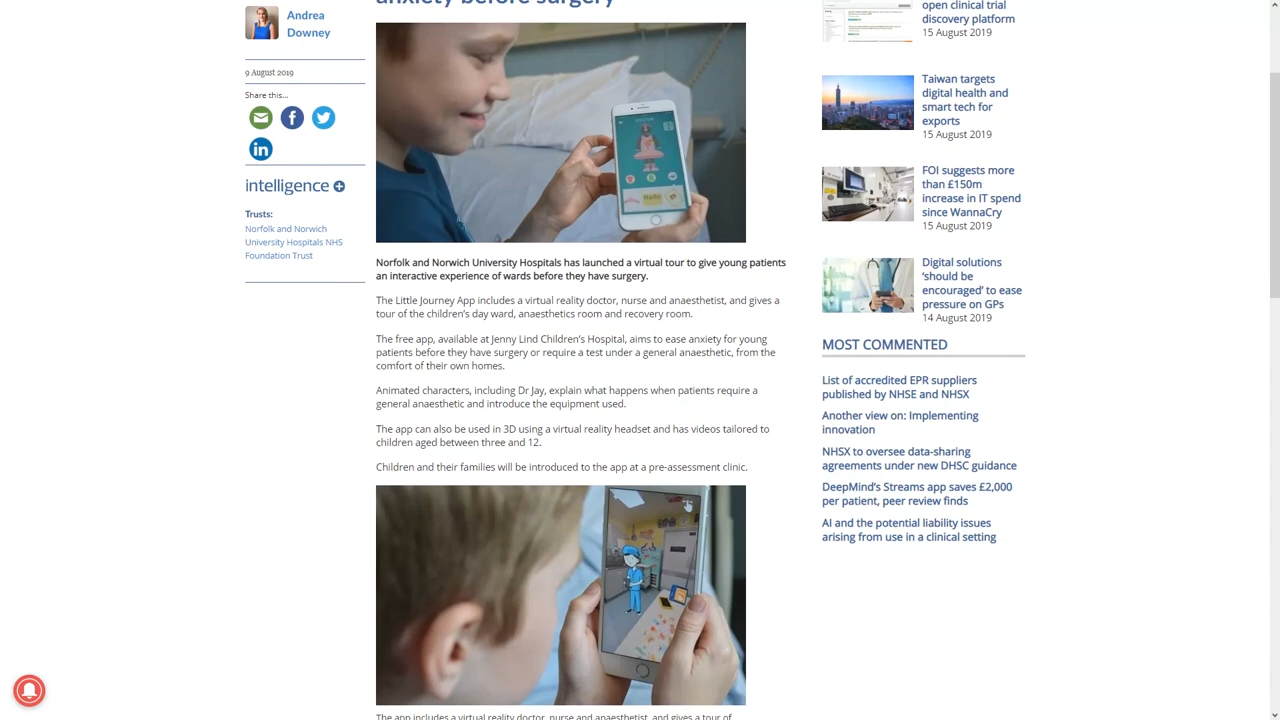 anxiety before surgery
Andrea
Downey
9 August 2019
Share this...
intelligence
Trusts:
Norfolk and Norwich
University Hospitals NHS
Foundation Trust
DOCTOR
Hello
Norfolk and Norwich University Hospitals has launched a virtual tour to give young patients
an interactive experience of wards before they have surgery.
The Little Journey App includes a virtual reality doctor, nurse and anaesthetist, and gives a
tour of the children’s day ward, anaesthetics room and recovery room.
The free app, available at Jenny Lind Children’s Hospital, aims to ease anxiety for young
patients before they have surgery or require a test under a general anaesthetic, from the
comfort of their own homes.
Animated characters, including Dr Jay, explain what happens when patients require a
general anaesthetic and introduce the equipment used.
The app can also be used in 3D using a virtual reality headset and has videos tailored to
children aged between three and 12.
Children and their families will be introduced to the app at a pre-assessment clinic.
The app includes a virtual reality doctor, nurse and anaesthetist, and gives a tour of
open clinical trial
discovery platform
15 August 2019
Taiwan targets
digital health and
smart tech for
exports
15 August 2019
FOI suggests more
than £150m
increase in IT spend
since WannaCry
15 August 2019
Digital solutions
‘should be
encouraged’ to ease
pressure on GPs
14 August 2019
MOST COMMENTED
List of accredited EPR suppliers
published by NHSE and NHSX
Another view on: Implementing
innovation
NHSX to oversee data-sharing
agreements under new DHSC guidance
DeepMind’s Streams app saves £2,000
per patient, peer review finds
AI and the potential liability issues
arising from use in a clinical setting